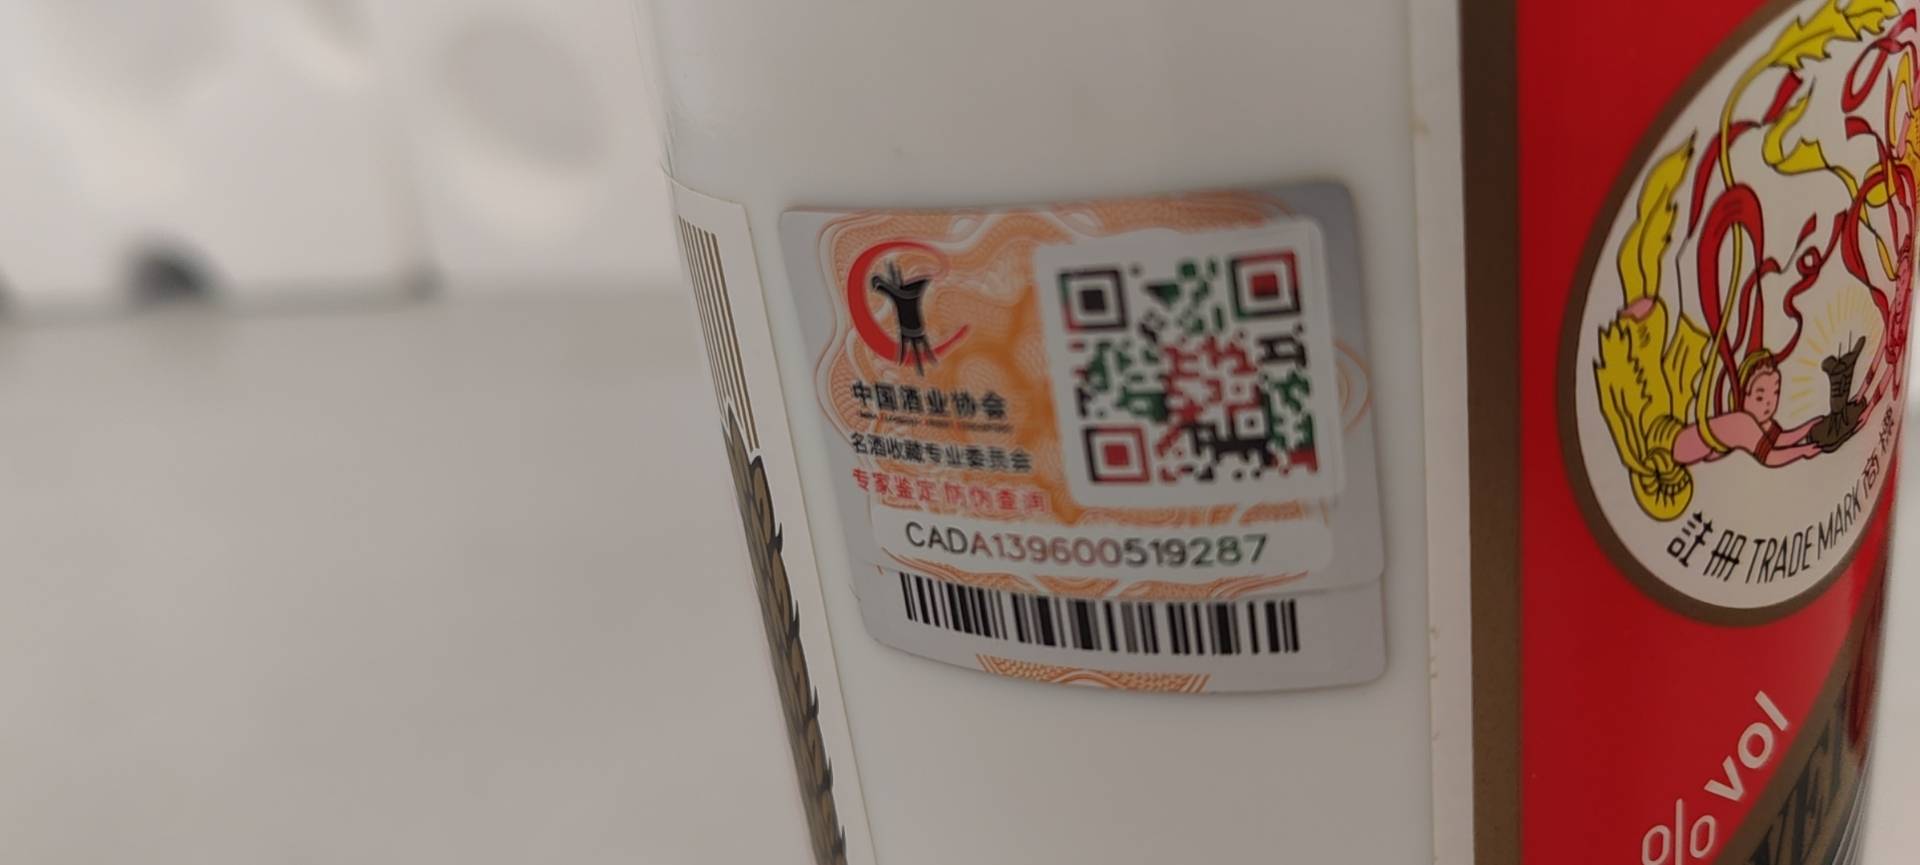 中国酒业协会
名酒收藏专业委员会
专家鉴定 防伪查询
CADA139600519287
註冊 TRADE MARK 商標
% vol